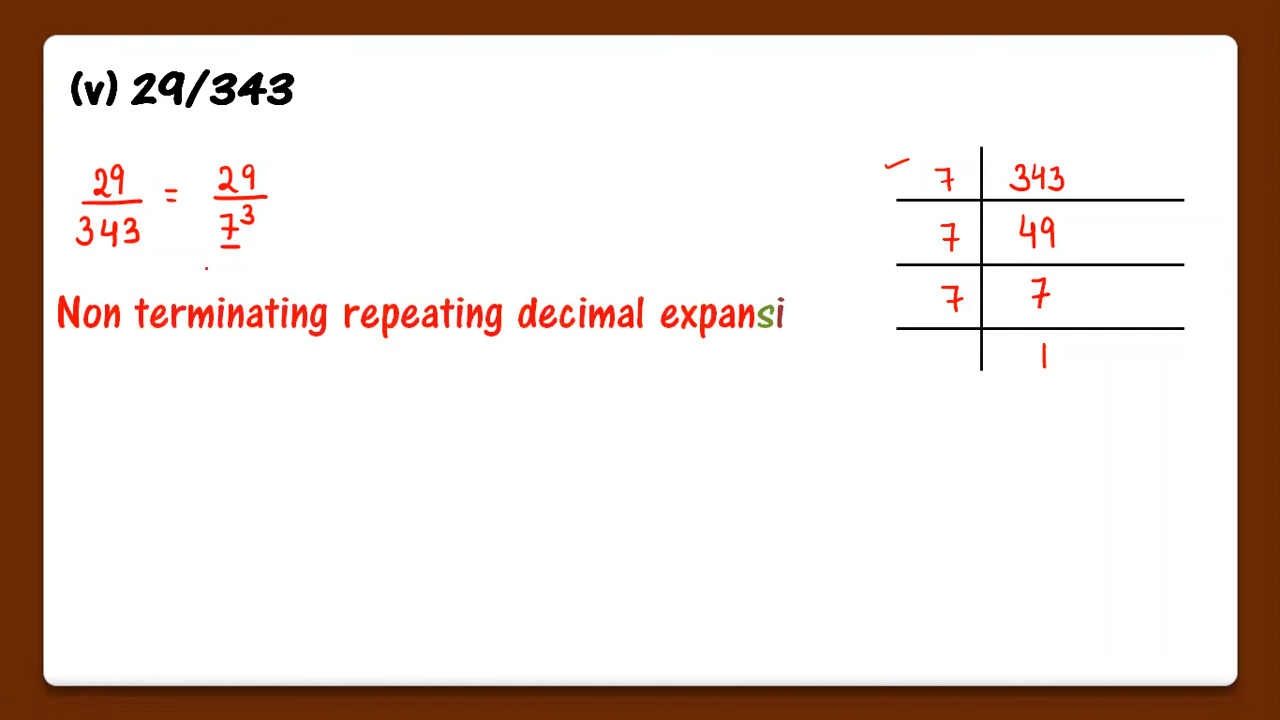 (v) 29/343
29/343 = 29/7³
Non terminating repeating decimal expansi
7 | 343
7 | 49
7 | 7
| 1